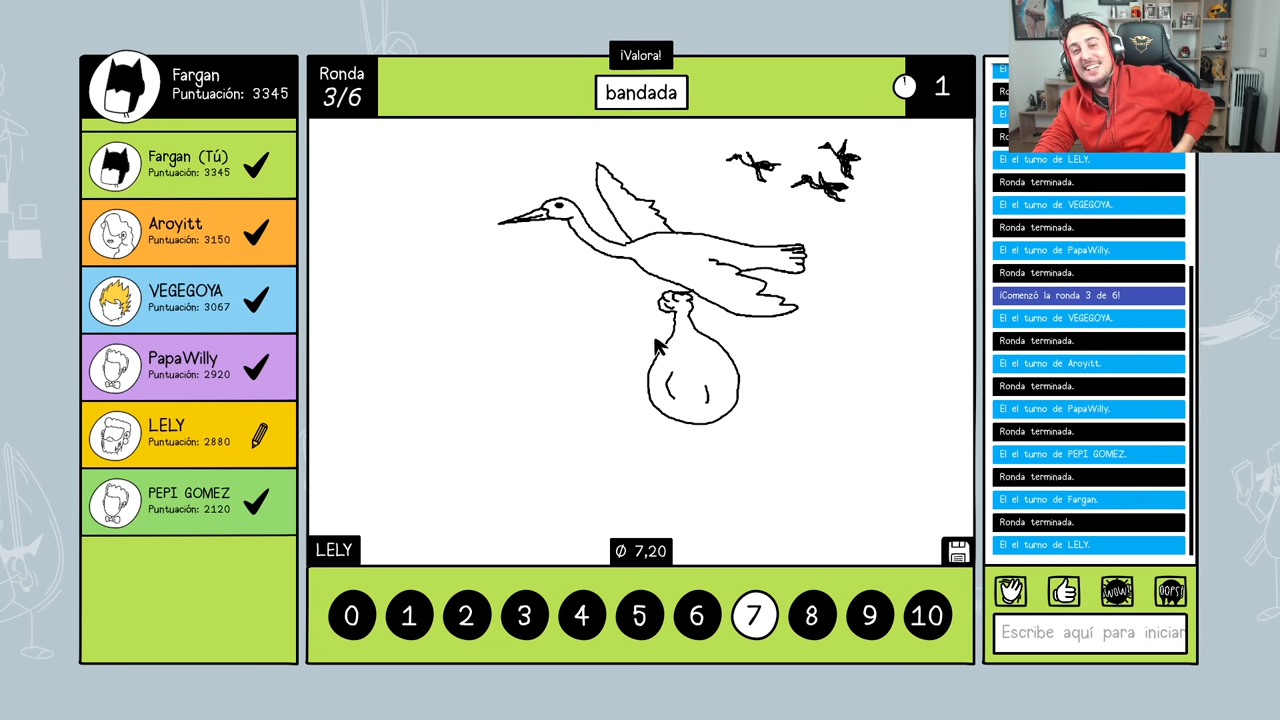 Fargan
Puntuación: 3345
Fargan (Tú)
Puntuación: 3345
Aroyitt
Puntuación: 3150
VEGEGOYA
Puntuación: 3067
PapaWilly
Puntuación: 2920
LELY
Puntuación: 2880
PEPI GOMEZ
Puntuación: 2120
Ronda
3/6
¡Valora!
bandada
1
LELY
Ø 7,20
0 1 2 3 4 5 6 7 8 9 10
El
Ro
El
Ro
El el turno de LELY.
Ronda terminada.
El el turno de VEGEGOYA.
Ronda terminada.
El el turno de PapaWilly.
Ronda terminada.
¡Comenzó la ronda 3 de 6!
El el turno de VEGEGOYA.
Ronda terminada.
El el turno de Aroyitt.
Ronda terminada.
El el turno de PapaWilly.
Ronda terminada.
El el turno de PEPI GOMEZ.
Ronda terminada.
El el turno de Fargan.
Ronda terminada.
El el turno de LELY.
WOW!
OOPS!
Escribe aquí para iniciar